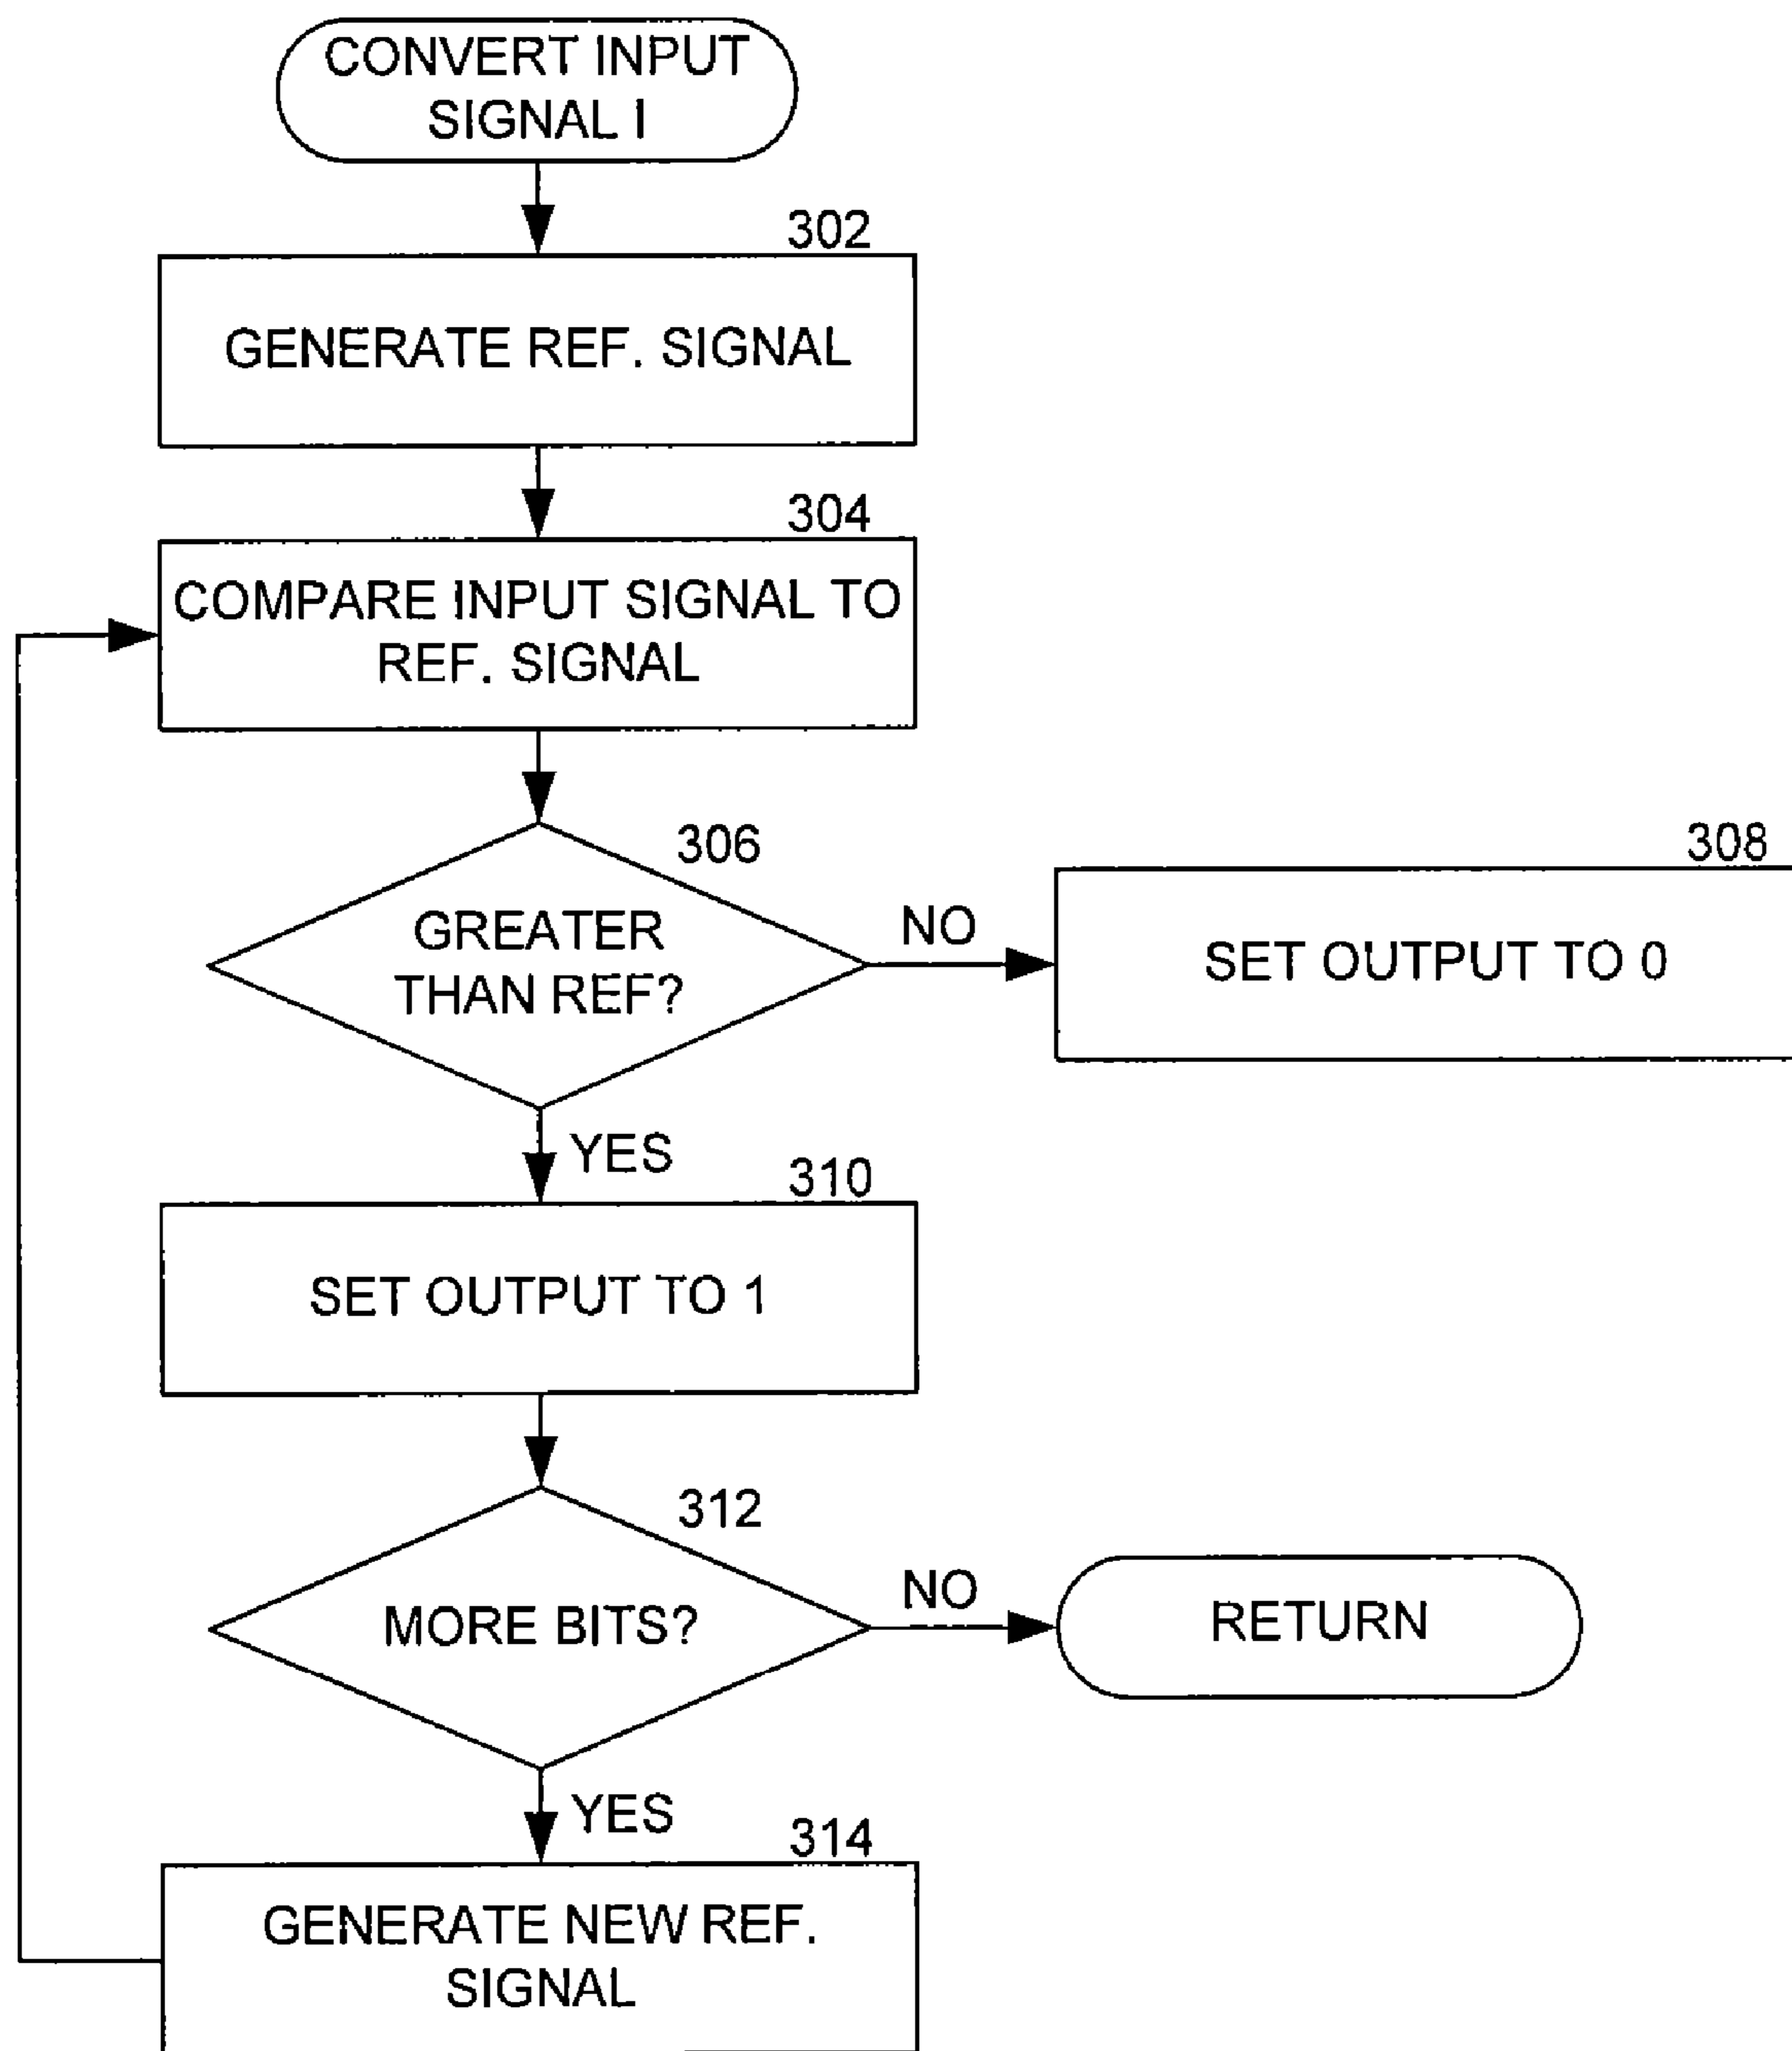 CONVERT INPUT
SIGNAL I
302
GENERATE REF. SIGNAL
304
COMPARE INPUT SIGNAL TO
REF. SIGNAL
306
GREATER
THAN REF?
NO
308
SET OUTPUT TO 0
YES
310
SET OUTPUT TO 1
312
MORE BITS?
NO
RETURN
YES
314
GENERATE NEW REF.
SIGNAL